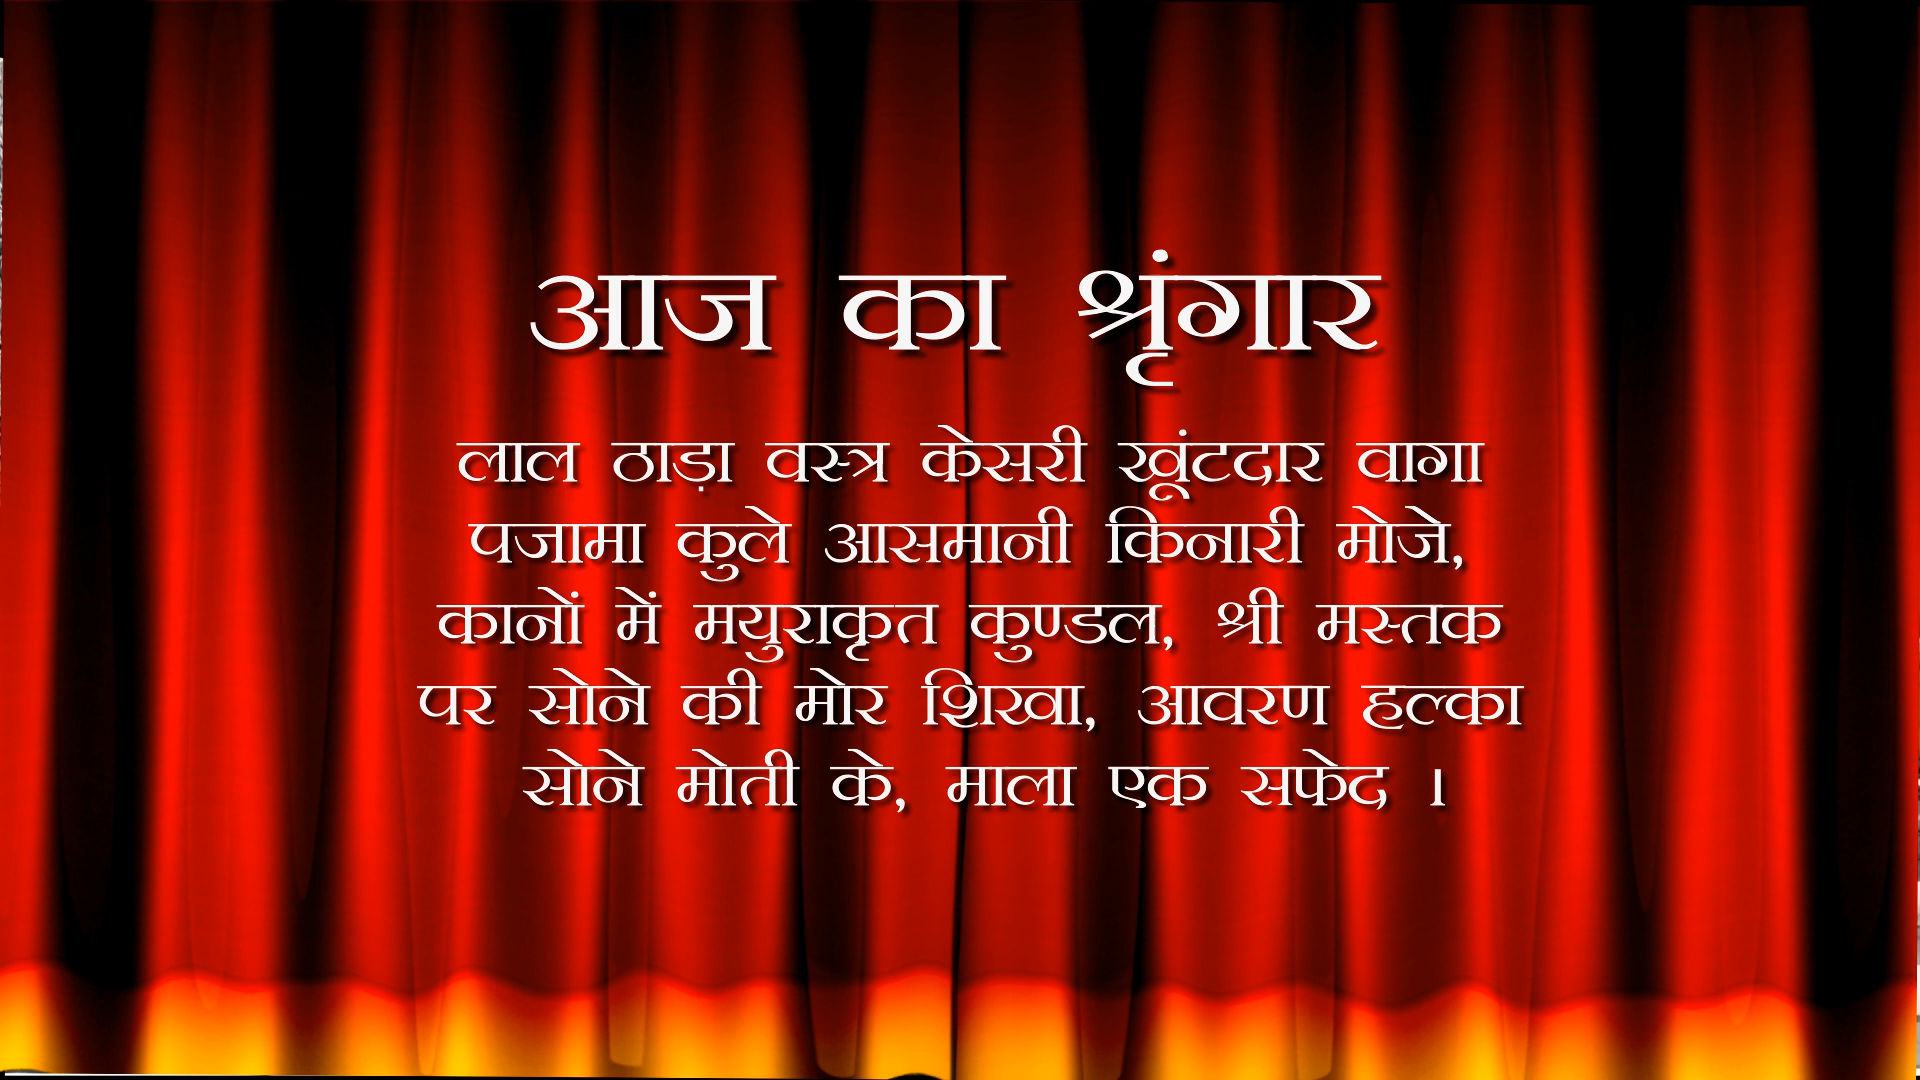 आज का श्रृंगार
लाल ठाड़ा वस्त्र केसरी खूंटदार वागा
पजामा कुले आसमानी किनारी मोजे,
कानों में मयुराकृत कुण्डल, श्री मस्तक
पर सोने की मोर शिखा, आवरण हल्का
सोने मोती के, माला एक सफेद ।